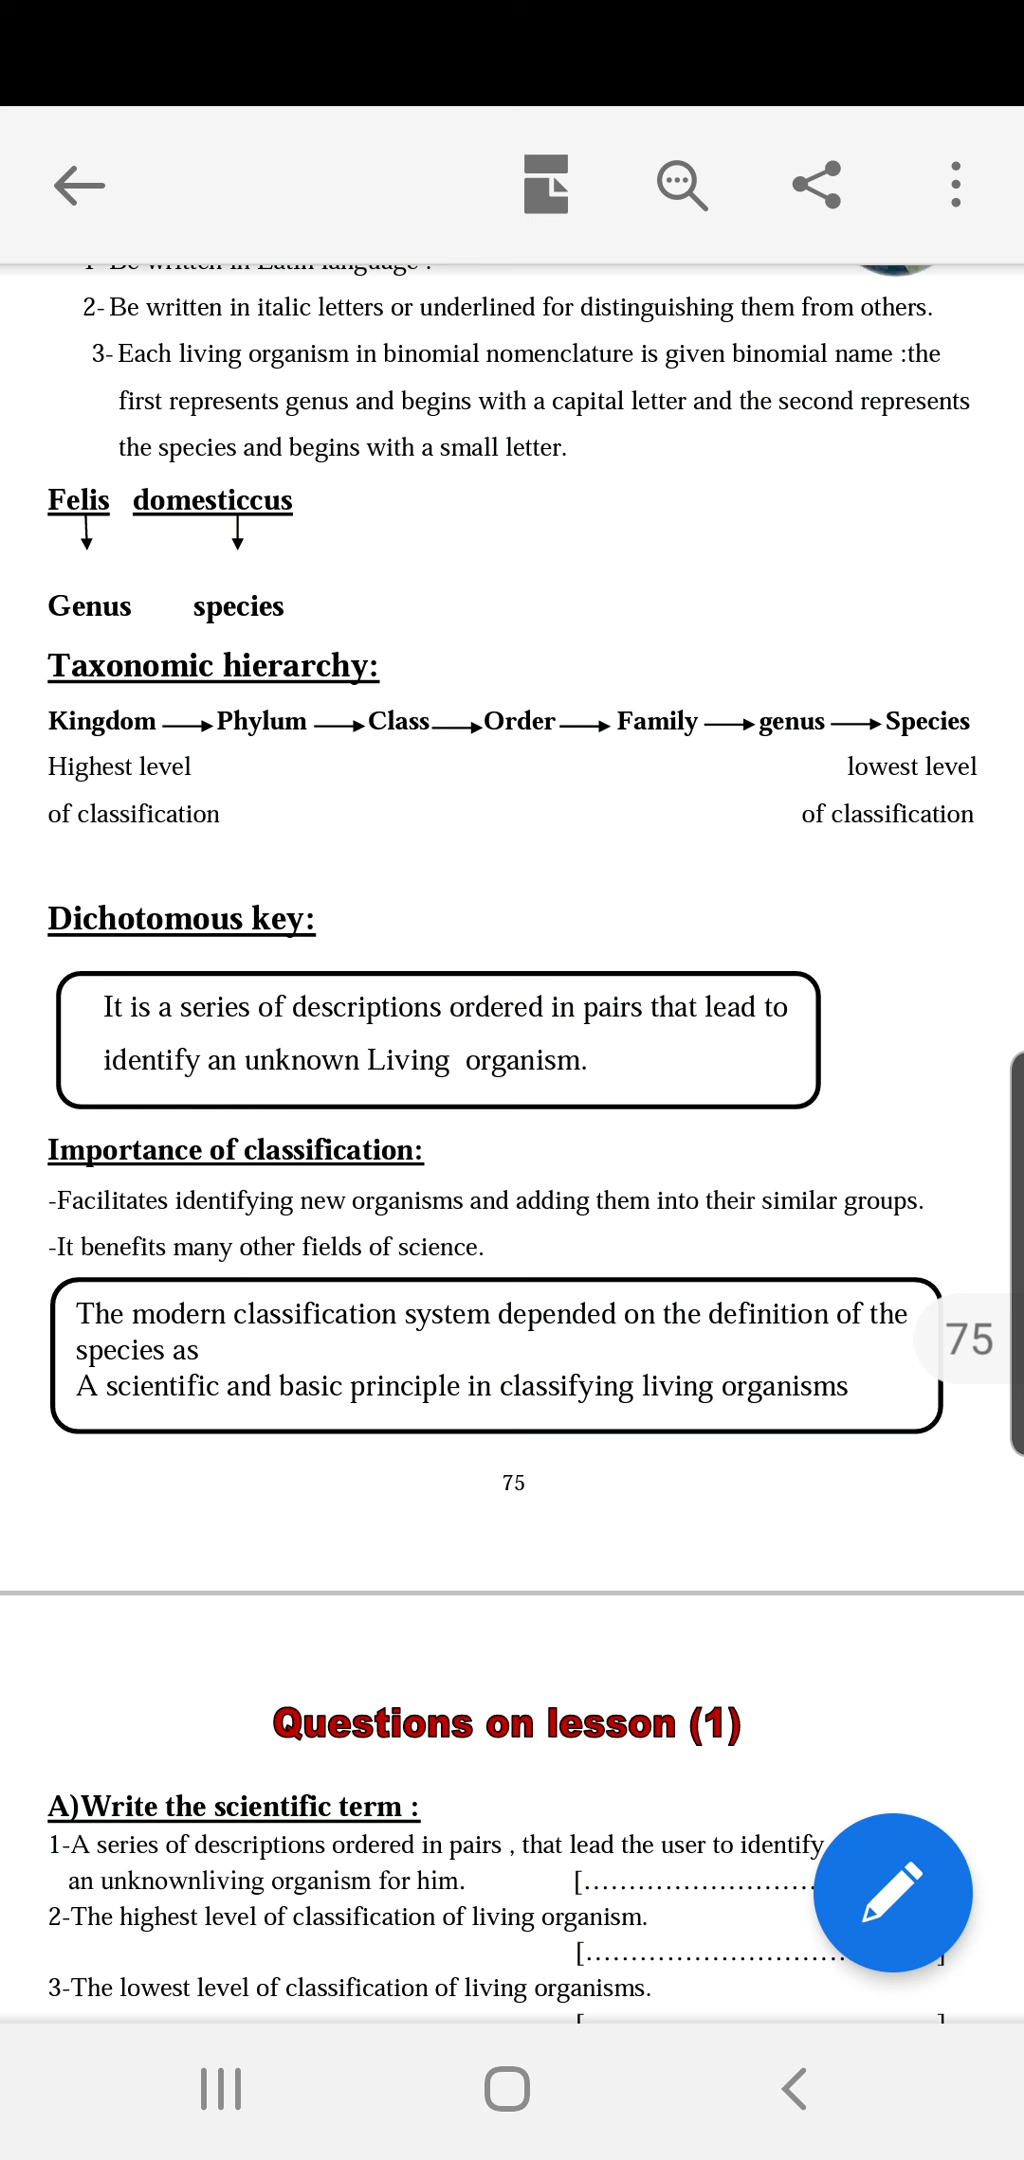 1- Be written in Latin language .
2- Be written in italic letters or underlined for distinguishing them from others.
3- Each living organism in binomial nomenclature is given binomial name :the
first represents genus and begins with a capital letter and the second represents
the species and begins with a small letter.
Felis domesticcus
Genus species
Taxonomic hierarchy:
Kingdom Phylum Class Order Family genus Species
Highest level lowest level
of classification of classification
Dichotomous key:
It is a series of descriptions ordered in pairs that lead to
identify an unknown Living organism.
Importance of classification:
-Facilitates identifying new organisms and adding them into their similar groups.
-It benefits many other fields of science.
The modern classification system depended on the definition of the
species as
75
A scientific and basic principle in classifying living organisms
75
Questions on lesson (1)
A)Write the scientific term :
1-A series of descriptions ordered in pairs , that lead the user to identify
an unknownliving organism for him. [..........................
2-The highest level of classification of living organism.
[.............................]
3-The lowest level of classification of living organisms.
[ ]